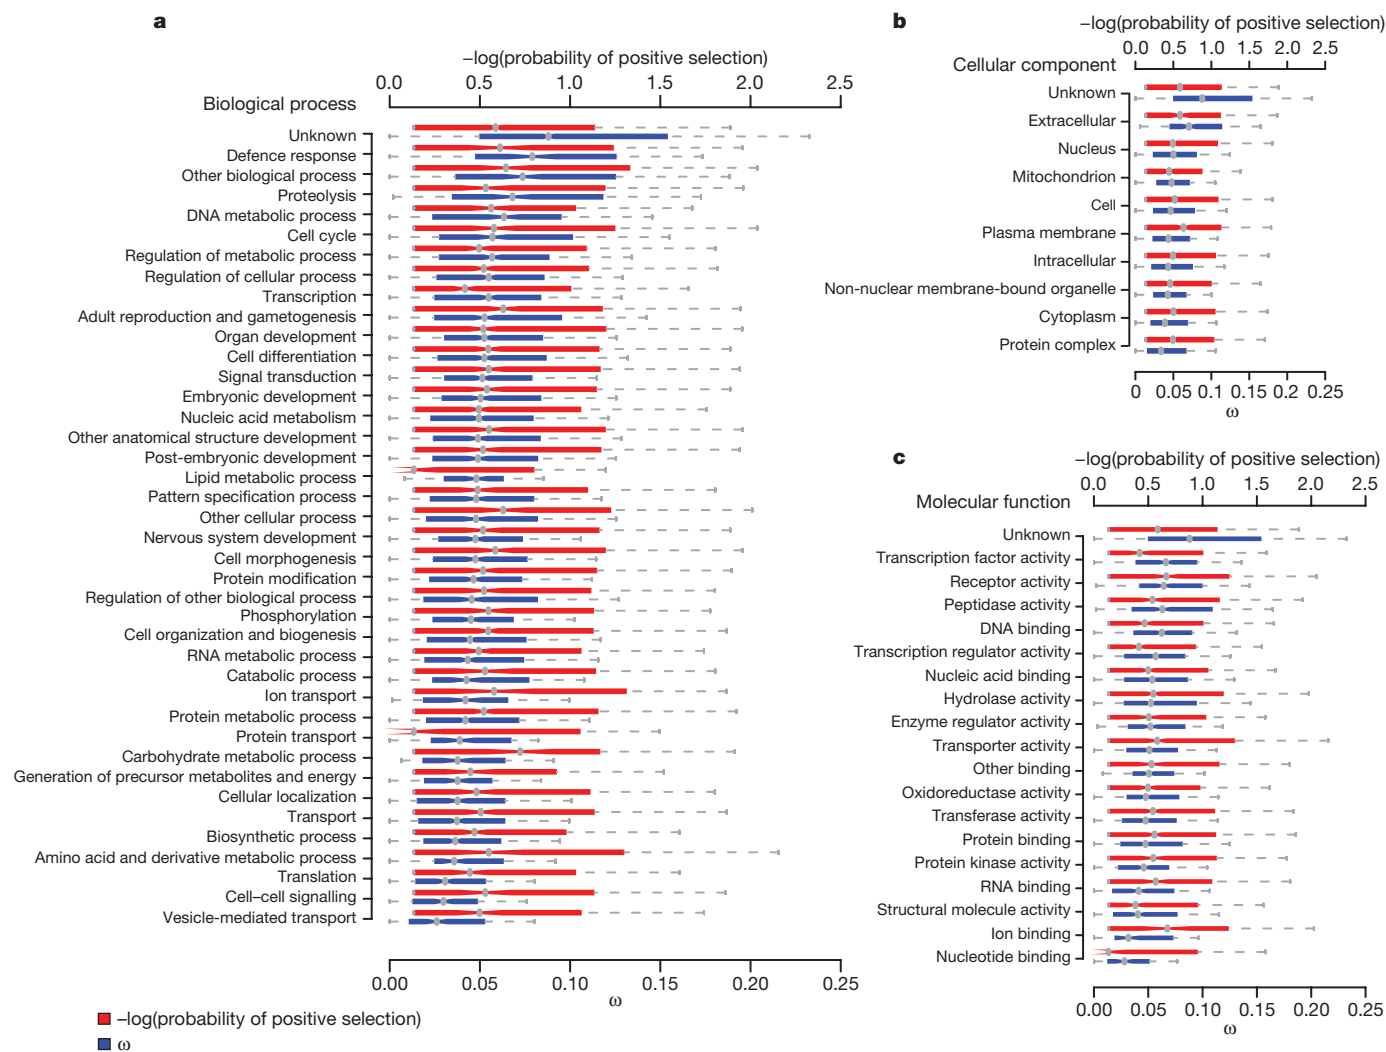 a
−log(probability of positive selection)
0.0 0.5 1.0 1.5 2.0 2.5
Biological process
Unknown
Defence response
Other biological process
Proteolysis
DNA metabolic process
Cell cycle
Regulation of metabolic process
Regulation of cellular process
Transcription
Adult reproduction and gametogenesis
Organ development
Cell differentiation
Signal transduction
Embryonic development
Nucleic acid metabolism
Other anatomical structure development
Post-embryonic development
Lipid metabolic process
Pattern specification process
Other cellular process
Nervous system development
Cell morphogenesis
Protein modification
Regulation of other biological process
Phosphorylation
Cell organization and biogenesis
RNA metabolic process
Catabolic process
Ion transport
Protein metabolic process
Protein transport
Carbohydrate metabolic process
Generation of precursor metabolites and energy
Cellular localization
Transport
Biosynthetic process
Amino acid and derivative metabolic process
Translation
Cell–cell signalling
Vesicle-mediated transport
0.00 0.05 0.10 0.15 0.20 0.25
ω
−log(probability of positive selection)
ω
b
−log(probability of positive selection)
0.0 0.5 1.0 1.5 2.0 2.5
Cellular component
Unknown
Extracellular
Nucleus
Mitochondrion
Cell
Plasma membrane
Intracellular
Non-nuclear membrane-bound organelle
Cytoplasm
Protein complex
0 0.05 0.1 0.15 0.2 0.25
ω
c
−log(probability of positive selection)
0.0 0.5 1.0 1.5 2.0 2.5
Molecular function
Unknown
Transcription factor activity
Receptor activity
Peptidase activity
DNA binding
Transcription regulator activity
Nucleic acid binding
Hydrolase activity
Enzyme regulator activity
Transporter activity
Other binding
Oxidoreductase activity
Transferase activity
Protein binding
Protein kinase activity
RNA binding
Structural molecule activity
Ion binding
Nucleotide binding
0.00 0.05 0.10 0.15 0.20 0.25
ω